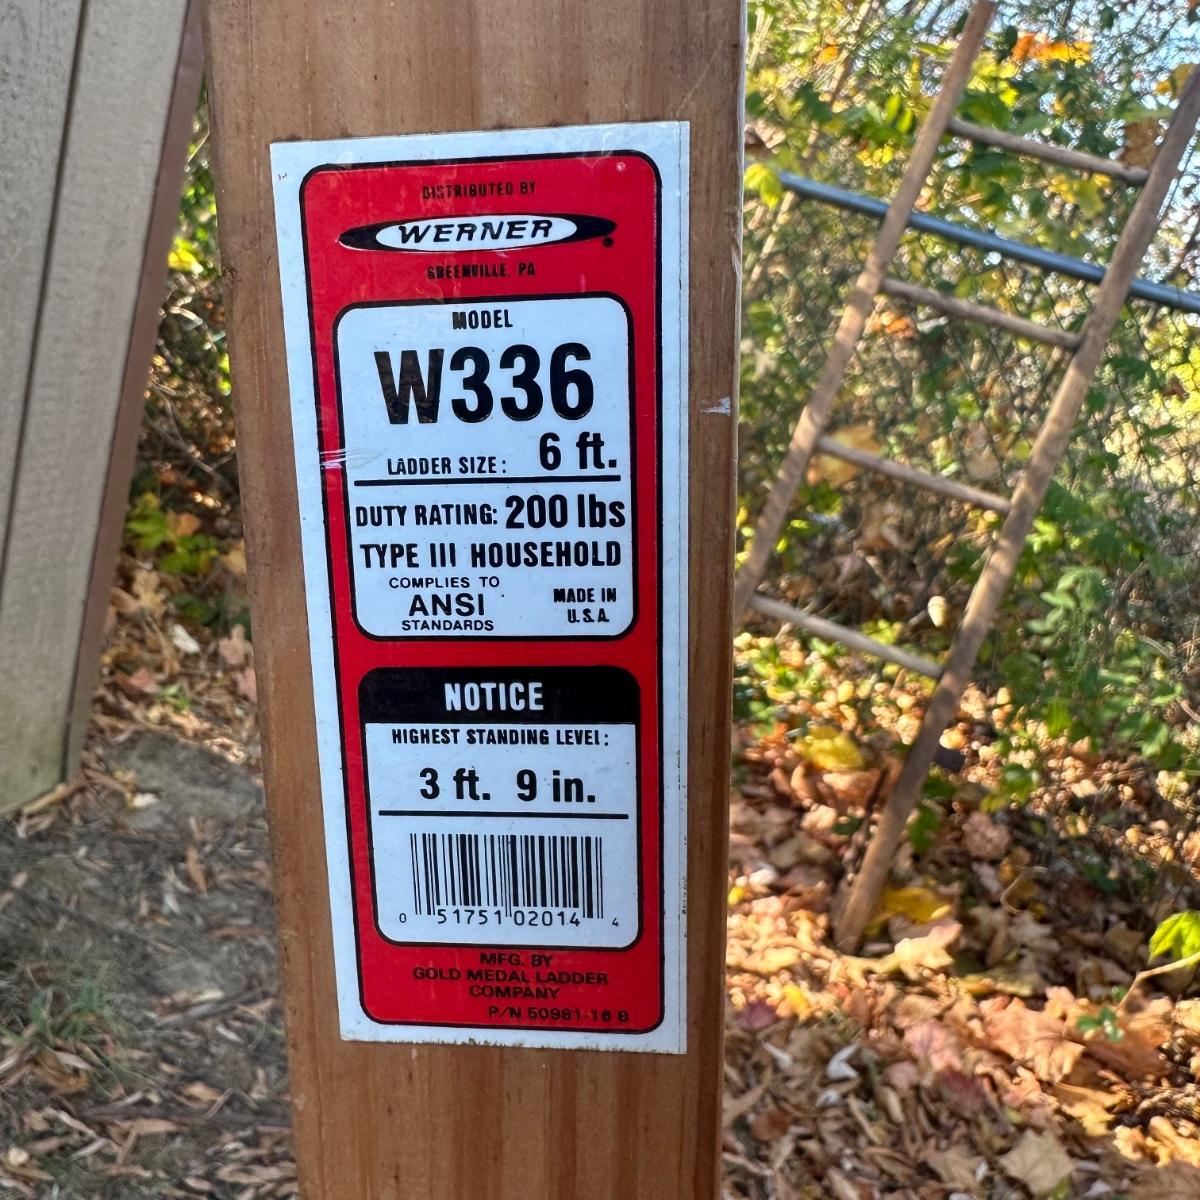 DISTRIBUTED BY
WERNER
GREENVILLE, PA
MODEL
W336
LADDER SIZE: 6 ft.
DUTY RATING: 200 lbs
TYPE III HOUSEHOLD
COMPLIES TO
ANSI
STANDARDS
MADE IN
U.S.A.
NOTICE
HIGHEST STANDING LEVEL:
3 ft. 9 in.
0 51751 02014 4
MFG. BY
GOLD MEDAL LADDER
COMPANY
P/N 50981-16 B